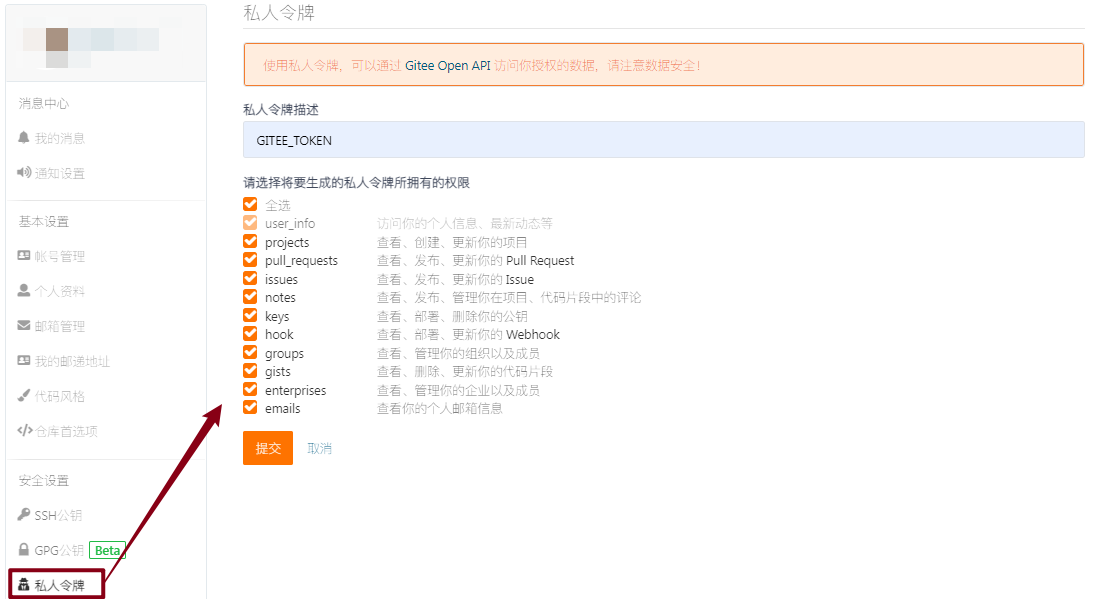 消息中心
我的消息
通知设置
基本设置
帐号管理
个人资料
邮箱管理
我的邮递地址
代码风格
仓库首选项
安全设置
SSH公钥
GPG公钥 Beta
私人令牌
私人令牌
使用私人令牌，可以通过 Gitee Open API 访问你授权的数据，请注意数据安全！
私人令牌描述
GITEE_TOKEN
请选择将要生成的私人令牌所拥有的权限
全选
user_info 访问你的个人信息、最新动态等
projects 查看、创建、更新你的项目
pull_requests 查看、发布、更新你的 Pull Request
issues 查看、发布、更新你的 Issue
notes 查看、发布、管理你在项目、代码片段中的评论
keys 查看、部署、删除你的公钥
hook 查看、部署、更新你的 Webhook
groups 查看、管理你的组织以及成员
gists 查看、删除、更新你的代码片段
enterprises 查看、管理你的企业以及成员
emails 查看你的个人邮箱信息
提交 取消